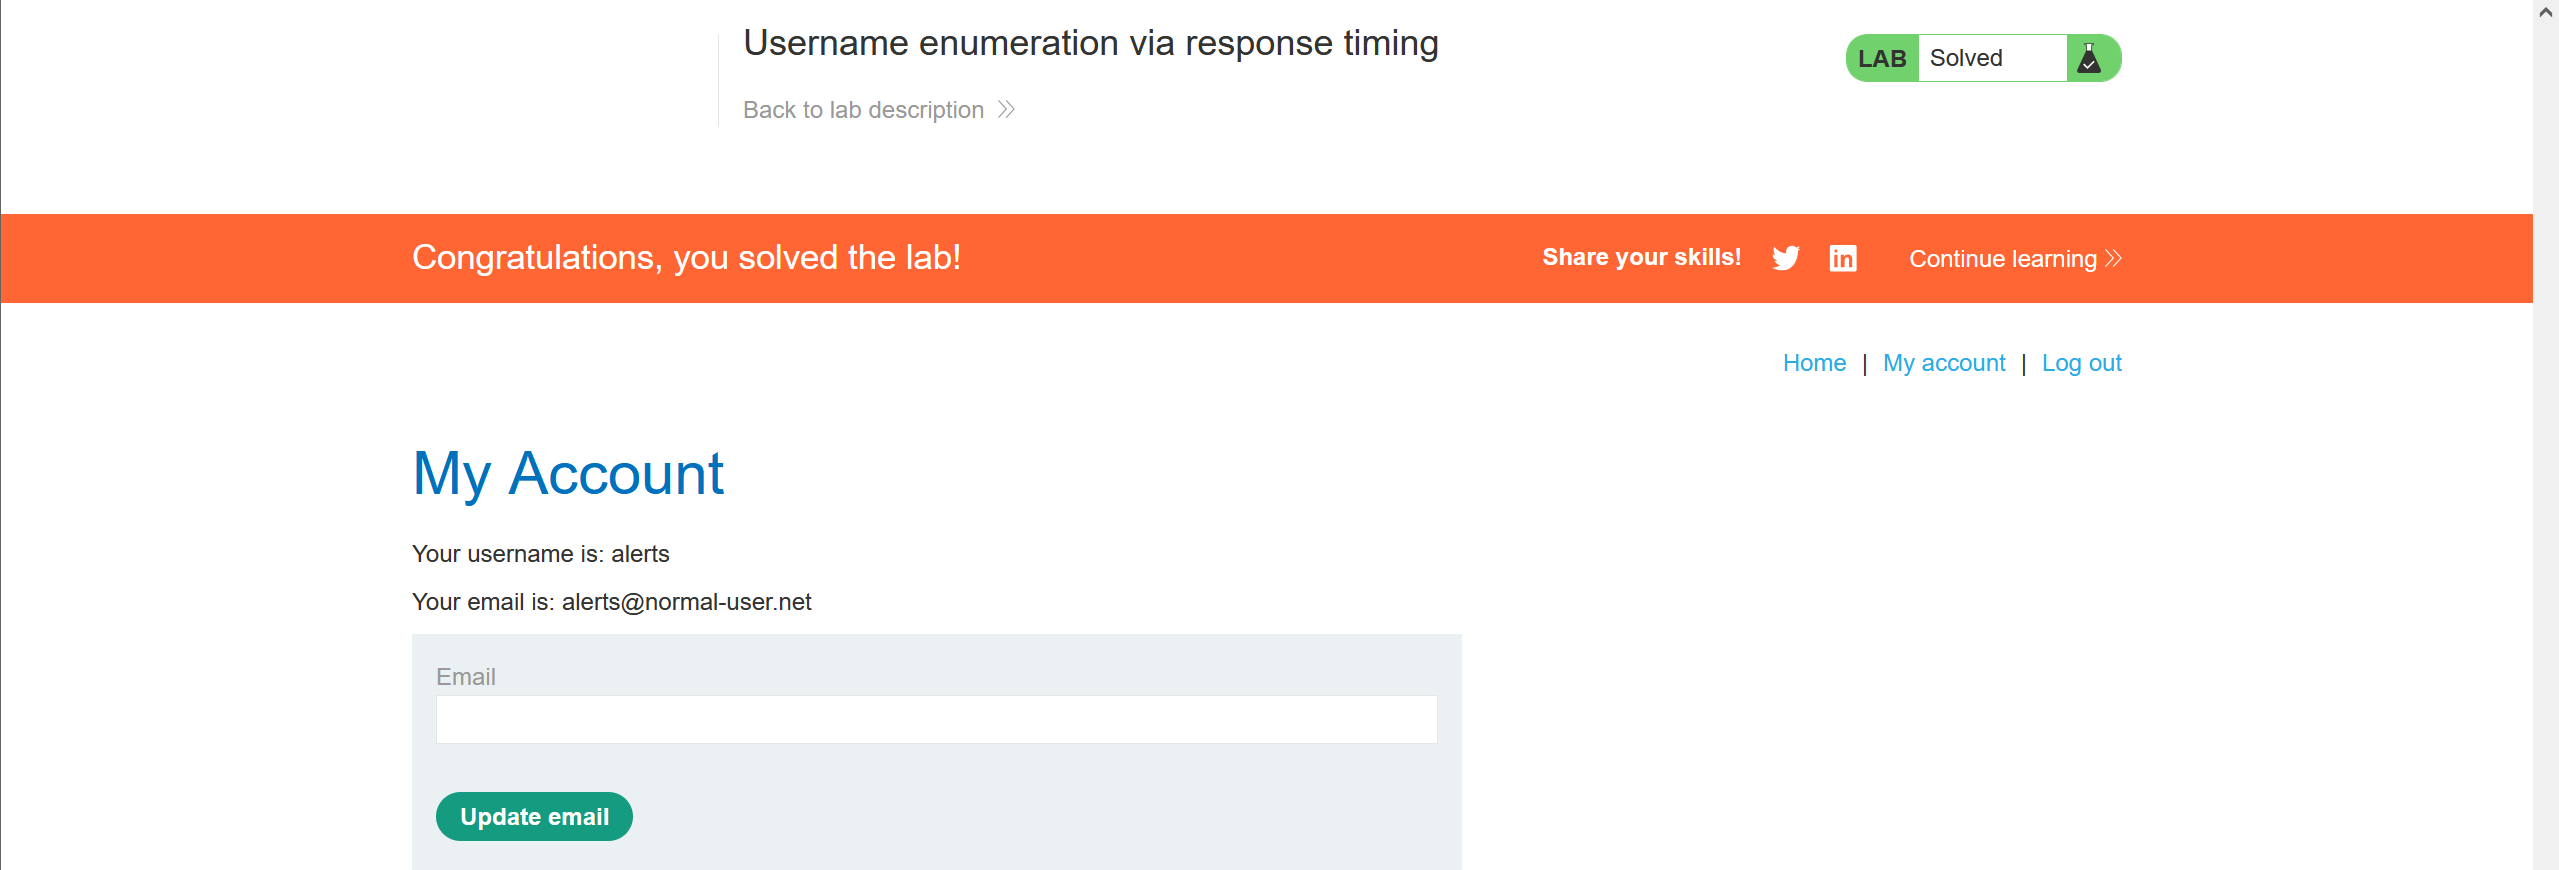 Username enumeration via response timing
LAB Solved
Back to lab description
Congratulations, you solved the lab!
Share your skills!
Continue learning
Home | My account | Log out
My Account
Your username is: alerts
Your email is: alerts@normal-user.net
Email
Update email